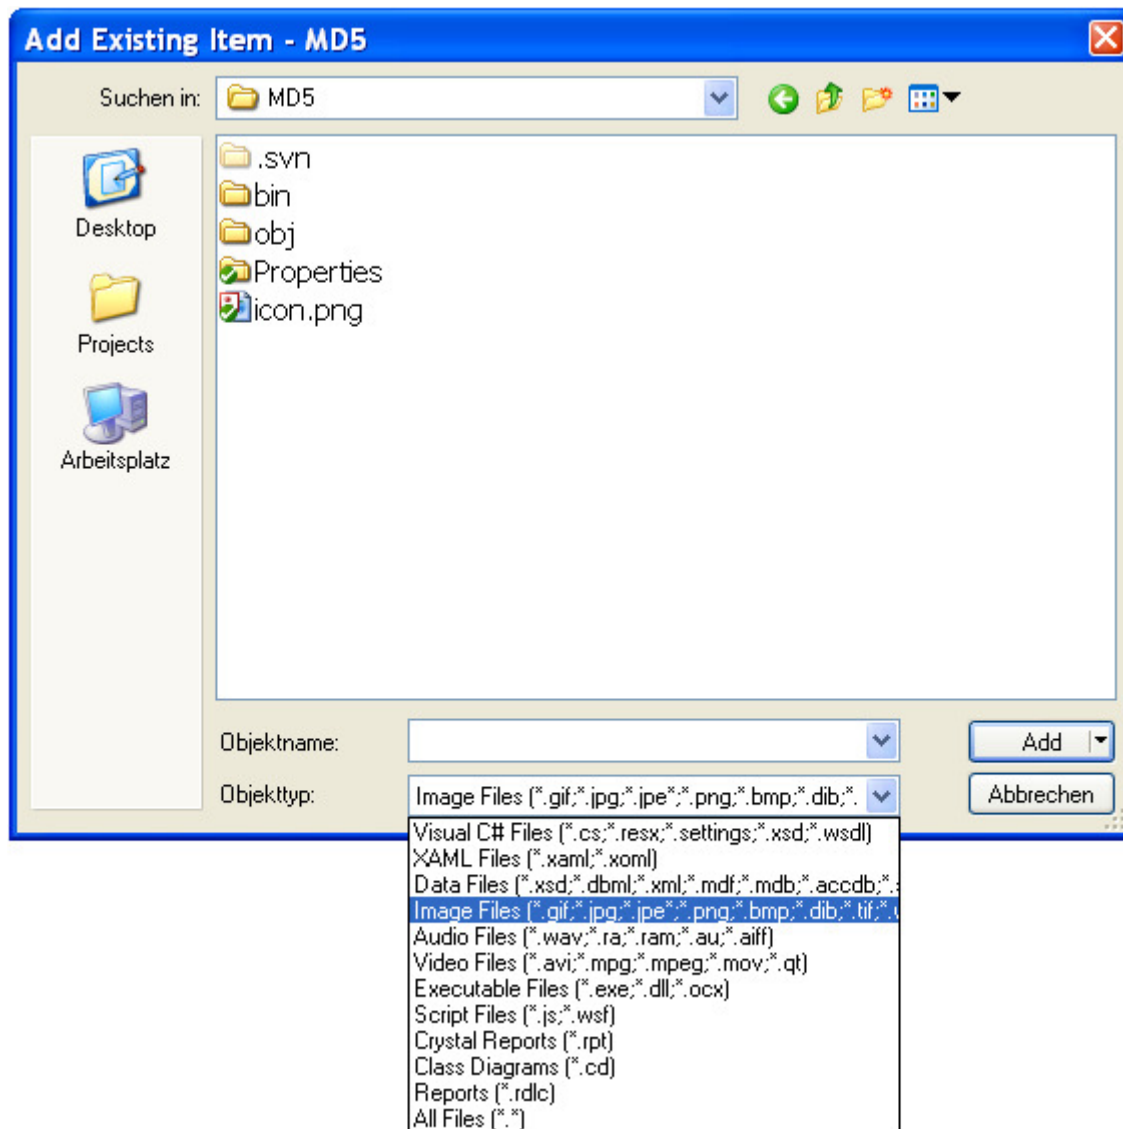 Add Existing Item - MD5
Suchen in:
MD5
.svn
bin
obj
Properties
icon.png
Desktop
Projects
Arbeitsplatz
Objektname:
Add
Objekttyp:
Image Files (*.gif;*.jpg;*.jpe*;*.png;*.bmp;*.dib;*.
Abbrechen
Visual C# Files (*.cs;*.resx;*.settings;*.xsd;*.wsdl)
XAML Files (*.xaml;*.xoml)
Data Files (*.xsd;*.dbml;*.xml;*.mdf;*.mdb;*.accdb;*.
Image Files (*.gif;*.jpg;*.jpe*;*.png;*.bmp;*.dib;*.tif;*.
Audio Files (*.wav;*.ra;*.ram;*.au;*.aiff)
Video Files (*.avi;*.mpg;*.mpeg;*.mov;*.qt)
Executable Files (*.exe;*.dll;*.ocx)
Script Files (*.js;*.wsf)
Crystal Reports (*.rpt)
Class Diagrams (*.cd)
Reports (*.rdlc)
All Files (*.*)